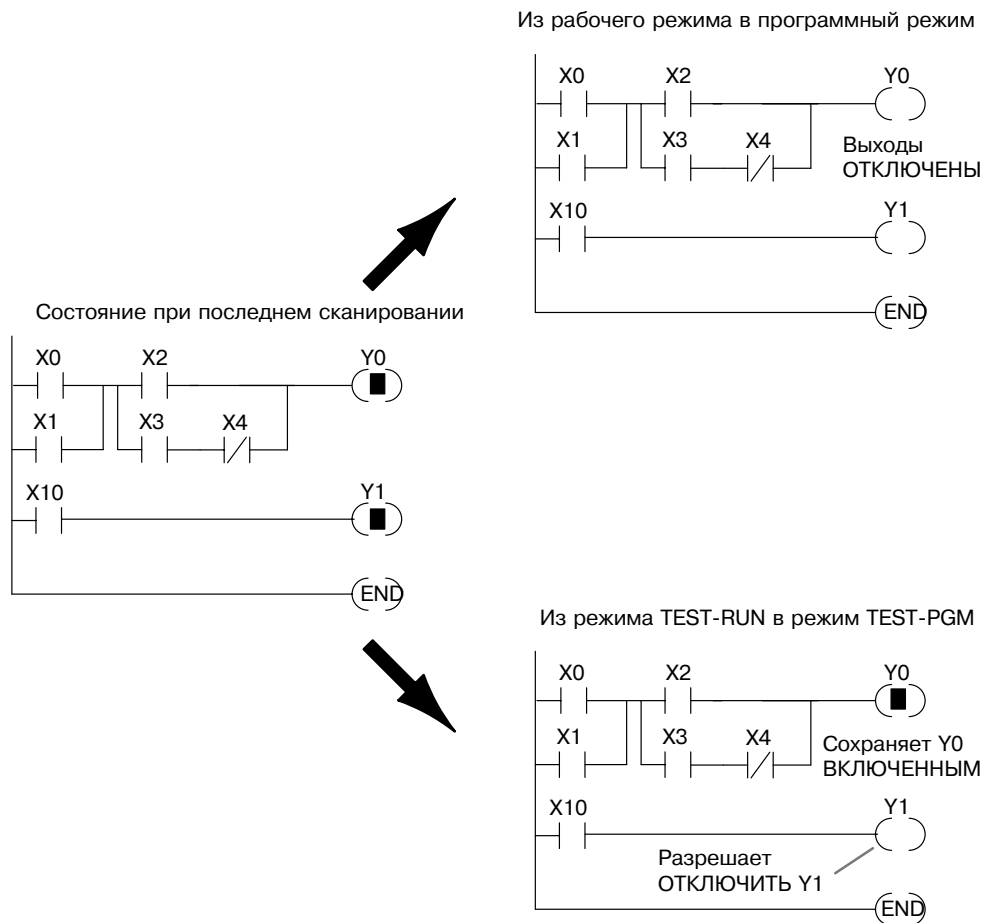 Из рабочего режима в программный режим
X0 X2 Y0
X1 X3 X4
Выходы
ОТКЛЮЧЕНЫ
X10 Y1
END
Состояние при последнем сканировании
X0 X2 Y0
X1 X3 X4
X10 Y1
END
Из режима TEST-RUN в режим TEST-PGM
X0 X2 Y0
X1 X3 X4
Сохраняет Y0
ВКЛЮЧЕННЫМ
X10 Y1
Разрешает
ОТКЛЮЧИТЬ Y1
END